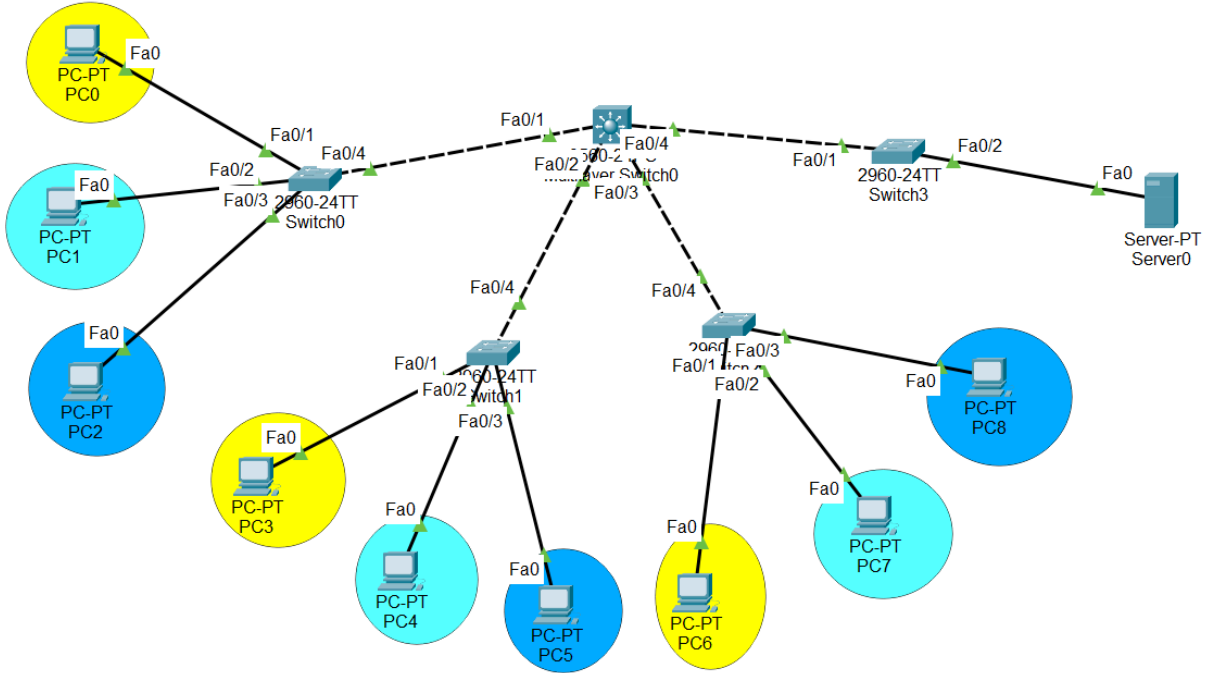 Fa0
PC-PT
PC0
Fa0/1
Fa0/2
Fa0/4
Fa0/3
2960-24TT
Switch0
Fa0
PC-PT
PC1
Fa0
PC-PT
PC2
Fa0/1
Fa0/2
Fa0/4
Fa0/3
Switch0
Fa0/1
2960-24TT
Switch3
Fa0/2
Fa0
Server-PT
Server0
Fa0/4
Fa0/1
Fa0/2
Fa0/3
Fa0
PC-PT
PC3
Fa0
PC-PT
PC4
Fa0
PC-PT
PC5
Fa0/4
Fa0/1
Fa0/3
Fa0/2
Fa0
PC-PT
PC6
Fa0
PC-PT
PC7
Fa0
PC-PT
PC8